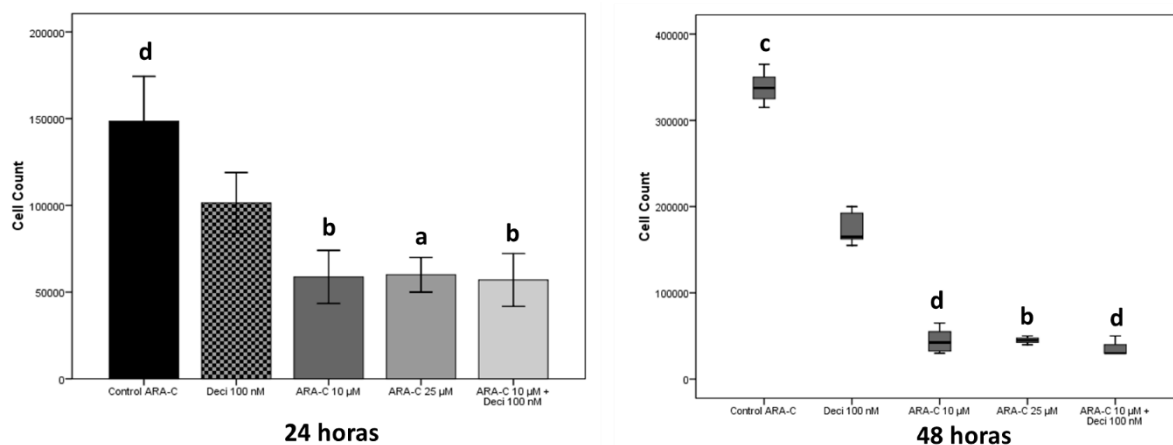 200000
150000
100000
50000
0
Cell Count
d
b
a
b
Control ARA-C
Deci 100 nM
ARA-C 10 µM
ARA-C 25 µM
ARA-C 10 µM +
Deci 100 nM
24 horas
400000
300000
200000
100000
0
Cell Count
c
d
b
d
Control ARA-C
Deci 100 nM
ARA-C 10 µM
ARA-C 25 µM
ARA-C 10 µM +
Deci 100 nM
48 horas